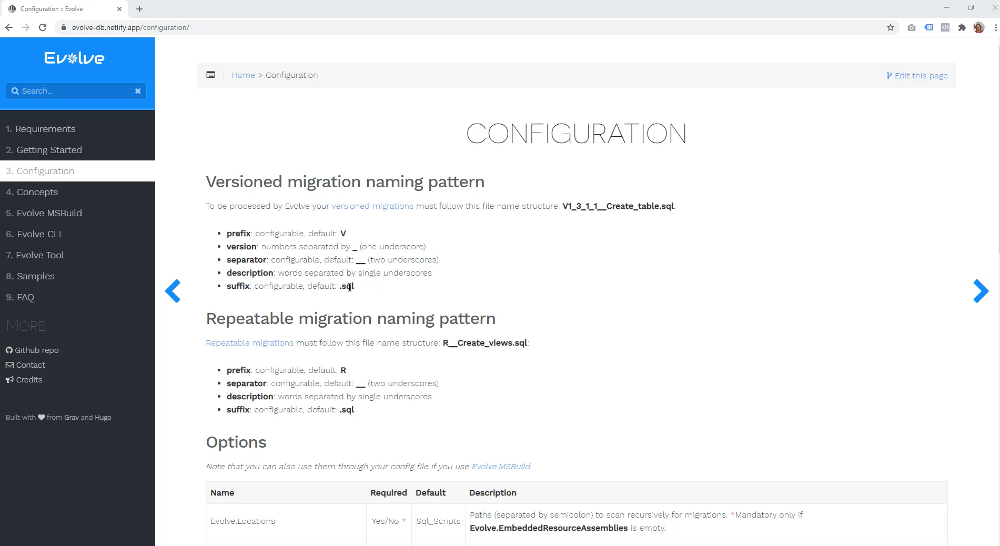 Configuration :: Evolve
evolve-db.netlify.app/configuration/
Evolve
Search...
1. Requirements
2. Getting Started
3. Configuration
4. Concepts
5. Evolve MSBuild
6. Evolve CLI
7. Evolve Tool
8. Samples
9. FAQ
MORE
Github repo
Contact
Credits
Built with from Grav and Hugo
Home > Configuration
Edit this page
CONFIGURATION
Versioned migration naming pattern
To be processed by Evolve your versioned migrations must follow this file name structure: V1_3_1_1__Create_table.sql:
• prefix: configurable, default: V
• version: numbers separated by _ (one underscore)
• separator: configurable, default: __ (two underscores)
• description: words separated by single underscores
• suffix: configurable, default: .sql
Repeatable migration naming pattern
Repeatable migrations must follow this file name structure: R__Create_views.sql:
• prefix: configurable, default: R
• separator: configurable, default: __ (two underscores)
• description: words separated by single underscores
• suffix: configurable, default: .sql
Options
Note that you can also use them through your config file if you use Evolve.MSBuild
Name Required Default Description
Evolve.Locations Yes/No * Sql_Scripts Paths (separated by semicolon) to scan recursively for migrations. *Mandatory only if
Evolve.EmbeddedResourceAssemblies is empty.